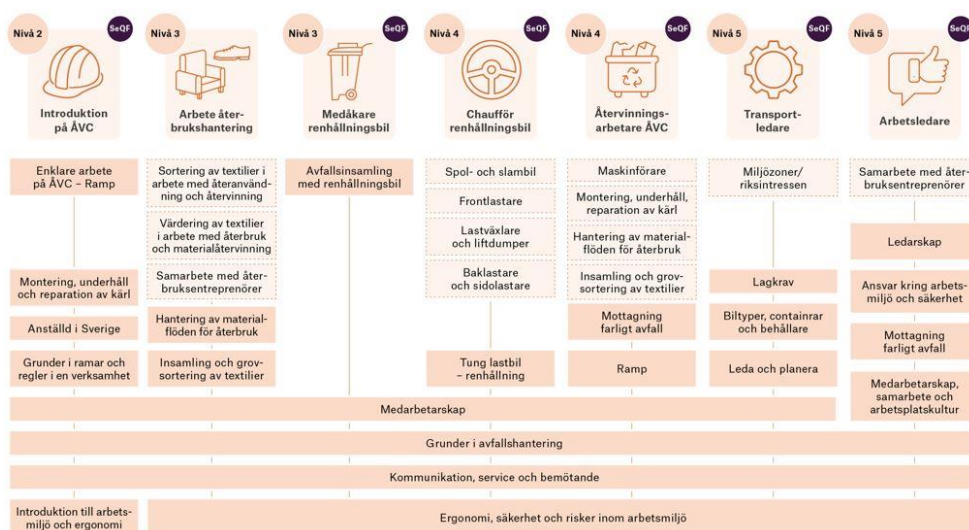 Nivå 2
SeQF
Introduktion
på ÅVC
Nivå 3
Arbete åter-
brukshantering
Nivå 3
SeQF
Medåkare
renhållningsbil
Nivå 4
SeQF
Chaufför
renhållningsbil
Nivå 4
SeQF
Återvinnings-
arbetare ÅVC
Nivå 5
SeQF
Transport-
ledare
Nivå 5
SeQF
Arbetsledare
Enklare arbete
på ÅVC – Ramp
Montering, underhåll
och reparation av kärl
Anställd i Sverige
Grunder i ramar och
regler i en verksamhet
Sortering av textilier i
arbete med återanvänd-
ning och återvinning
Värdering av textilier
i arbete med återbruk
och materialåtervinning
Samarbete med åter-
bruksentreprenörer
Hantering av material-
flöden för återbruk
Insamling och grov-
sortering av textilier
Avfallsinsamling
med renhållningsbil
Spol- och slambil
Frontlastare
Lastväxlare
och liftdumper
Baklastare
och sidolastare
Tung lastbil
– renhållning
Maskinförare
Montering, underhåll,
reparation av kärl
Hantering av material-
flöden för återbruk
Insamling och grov-
sortering av textilier
Mottagning
farligt avfall
Ramp
Miljözoner/
riksintressen
Lagkrav
Biltyper, containrar
och behållare
Leda och planera
Samarbete med åter-
bruksentreprenörer
Ledarskap
Ansvar kring arbets-
miljö och säkerhet
Mottagning
farligt avfall
Medarbetarskap,
samarbete och
arbetsplatskultur
Medarbetarskap
Grunder i avfallshantering
Kommunikation, service och bemötande
Introduktion till arbets-
miljö och ergonomi
Ergonomi, säkerhet och risker inom arbetsmiljö